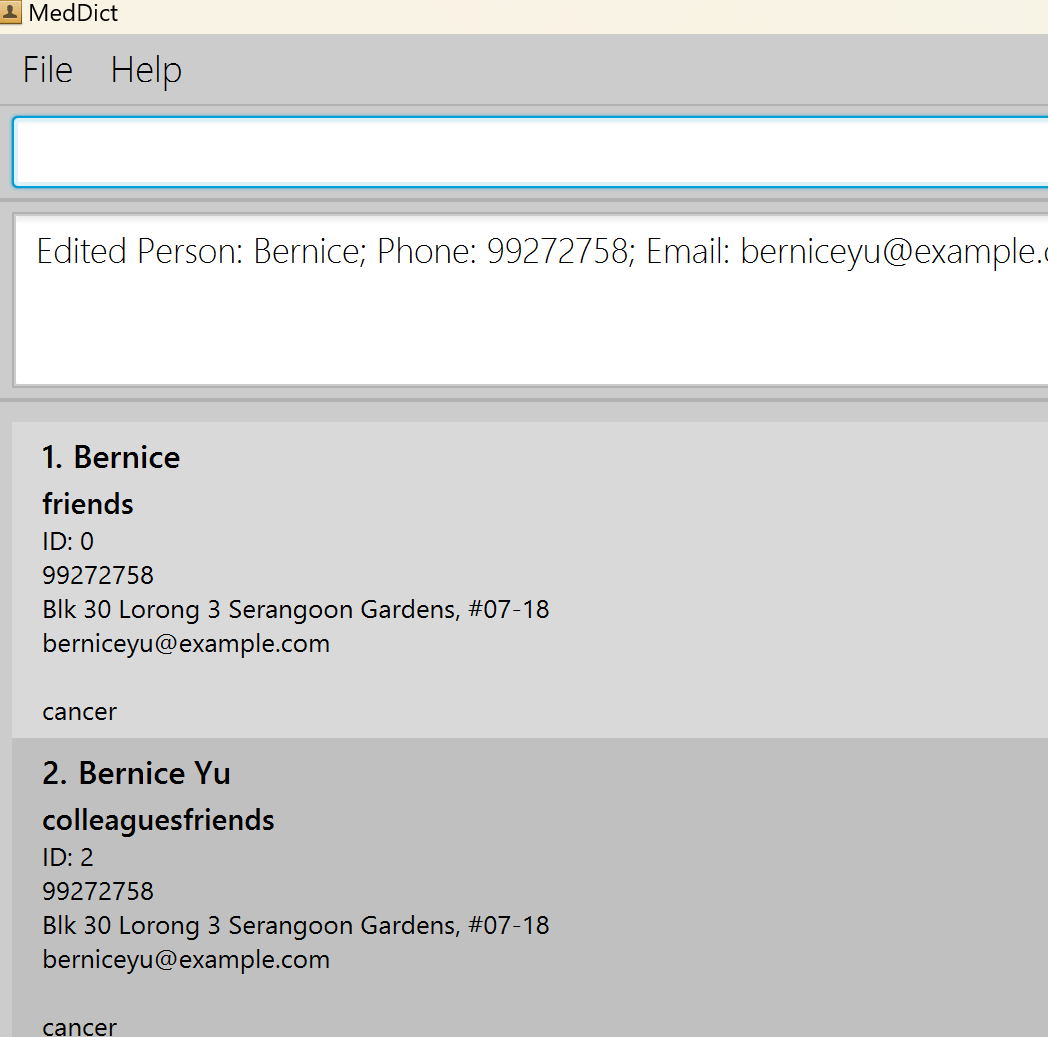 MedDict
File Help
Edited Person: Bernice; Phone: 99272758; Email: berniceyu@example.
1. Bernice
friends
ID: 0
99272758
Blk 30 Lorong 3 Serangoon Gardens, #07-18
berniceyu@example.com
cancer
2. Bernice Yu
colleaguesfriends
ID: 2
99272758
Blk 30 Lorong 3 Serangoon Gardens, #07-18
berniceyu@example.com
cancer